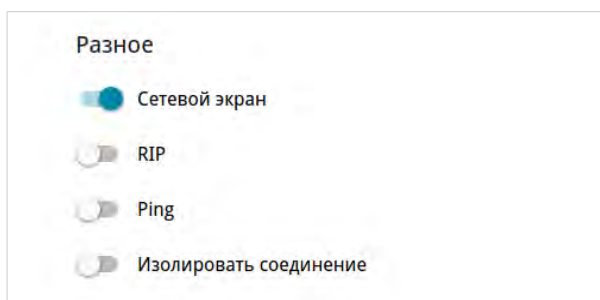 Разное
Сетевой экран
RIP
Ping
Изолировать соединение